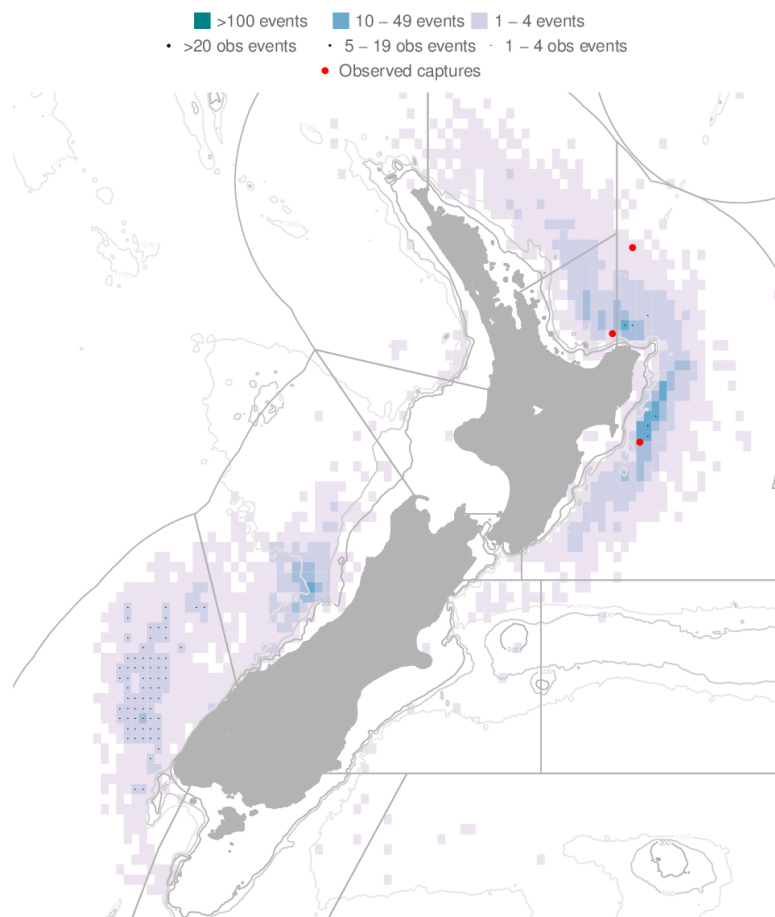 >100 events 10 – 49 events 1 – 4 events
>20 obs events 5 – 19 obs events 1 – 4 obs events
Observed captures